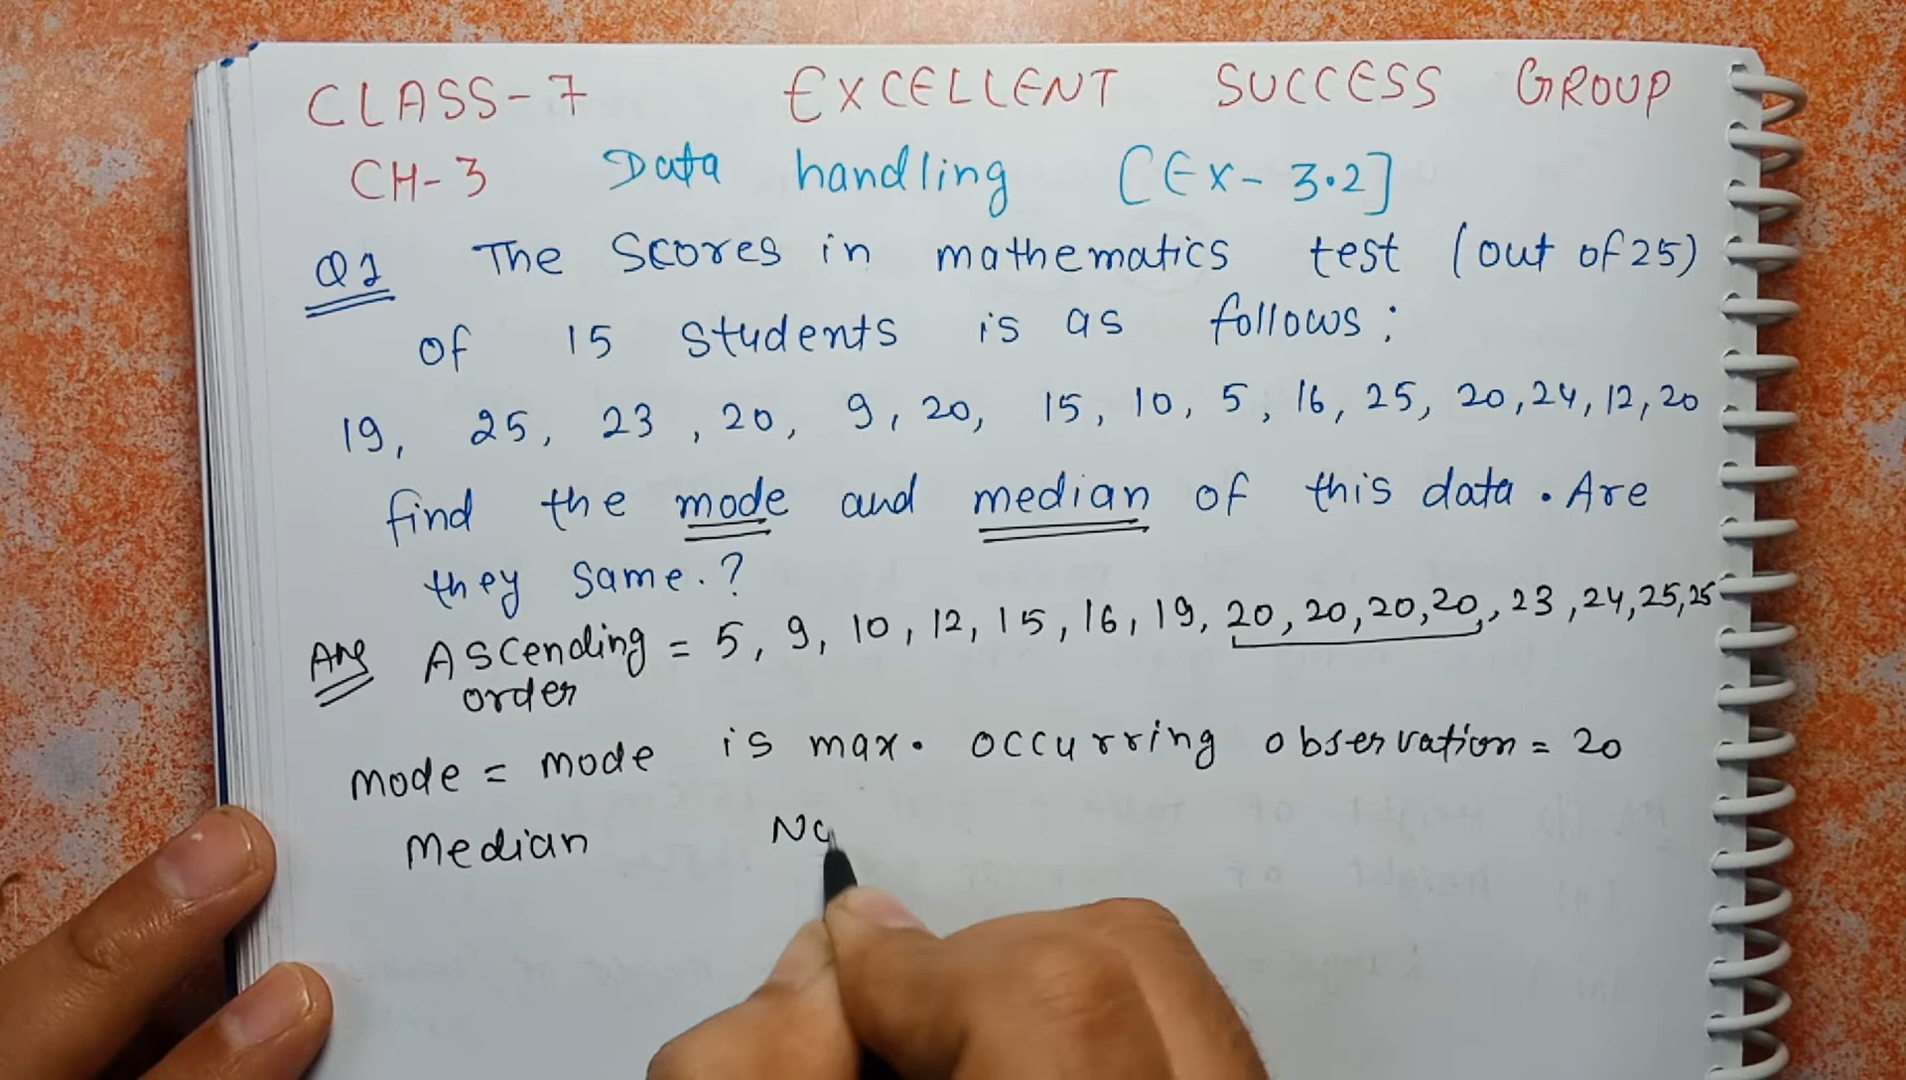 CLASS-7 EXCELLENT SUCCESS GROUP
CH-3 Data handling [Ex-3.2]
Q1 The Scores in mathematics test (out of 25)
of 15 students is as follows:
19, 25, 23, 20, 9, 20, 15, 10, 5, 16, 25, 20, 24, 12, 20
find the mode and median of this data. Are
they same.?
Ans Ascending = 5, 9, 10, 12, 15, 16, 19, 20, 20, 20, 20, 23, 24, 25, 25
order
mode = mode is max. occurring observation = 20
Median No